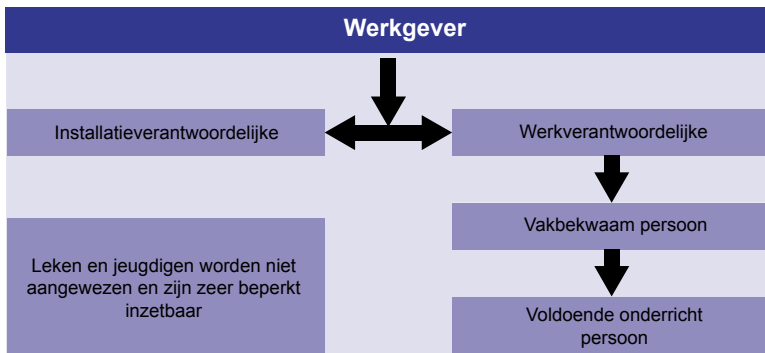 Werkgever
Installatieverantwoordelijke
Werkverantwoordelijke
Vakbekwaam persoon
Leken en jeugdigen worden niet
aangewezen en zijn zeer beperkt
inzetbaar
Voldoende onderricht
persoon